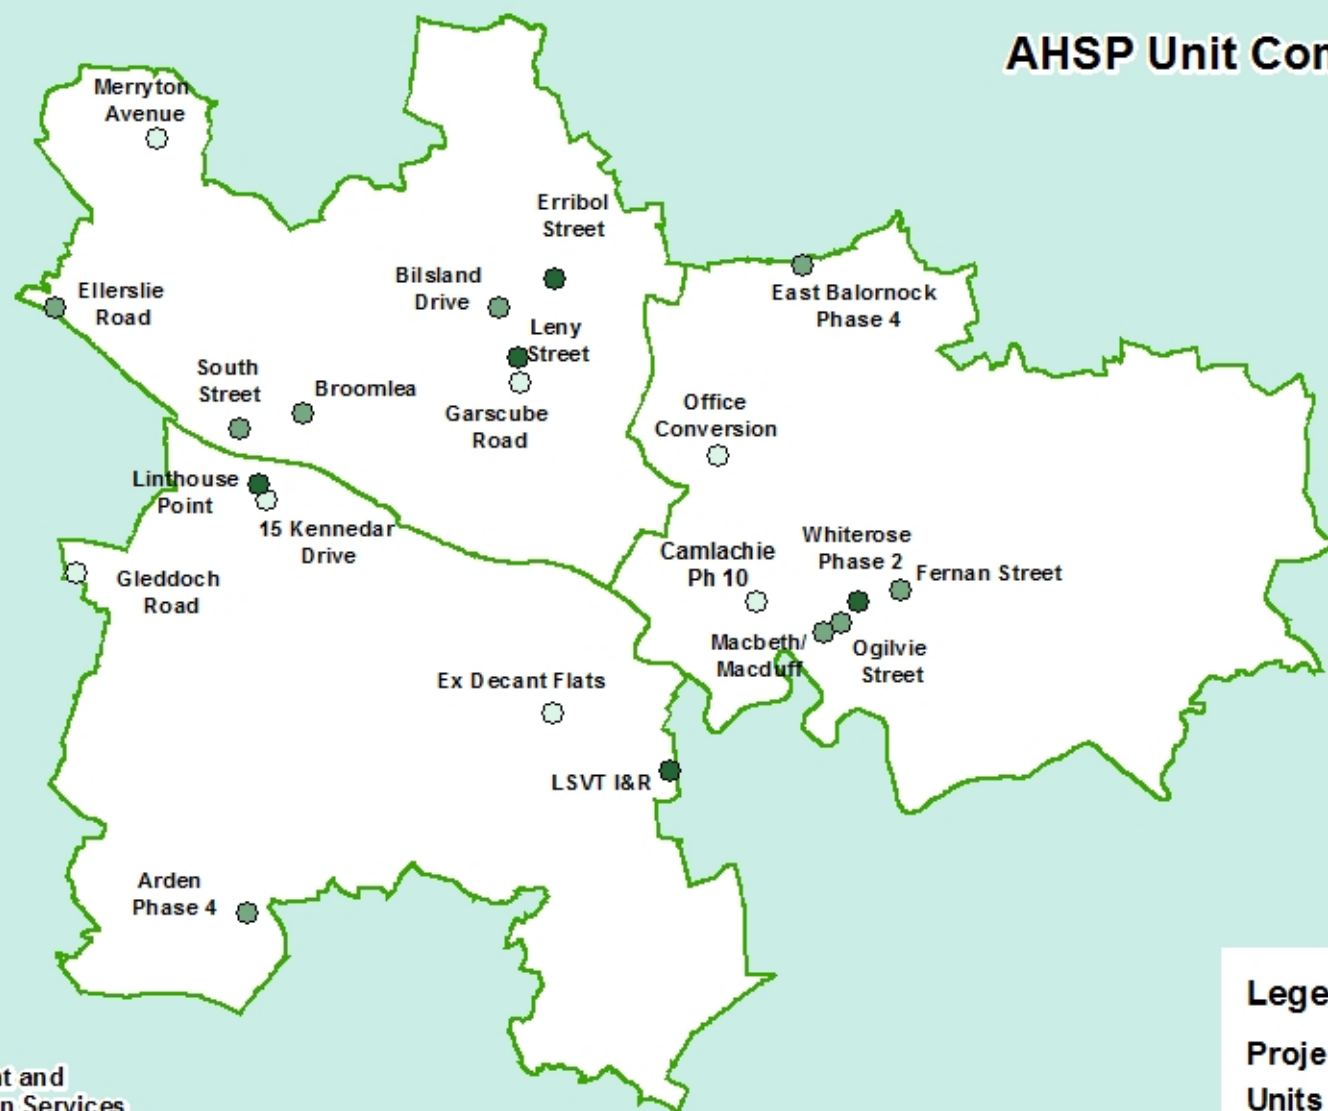 AHSP Unit Com
Merryton
Avenue
Erribol
Street
Bilsland
Drive
Ellerslie
Road
East Balornock
Phase 4
Leny
Street
South
Street
Broomlea
Garscube
Road
Office
Conversion
Linthouse
Point
15 Kennedar
Drive
Whiterose
Phase 2
Camlachie
Ph 10
Fernan Street
Gleddoch
Road
Macbeth/
Macduff
Ogilvie
Street
Ex Decant Flats
LSVT I&R
Arden
Phase 4
Lege
Proje
Units
t and
n Services